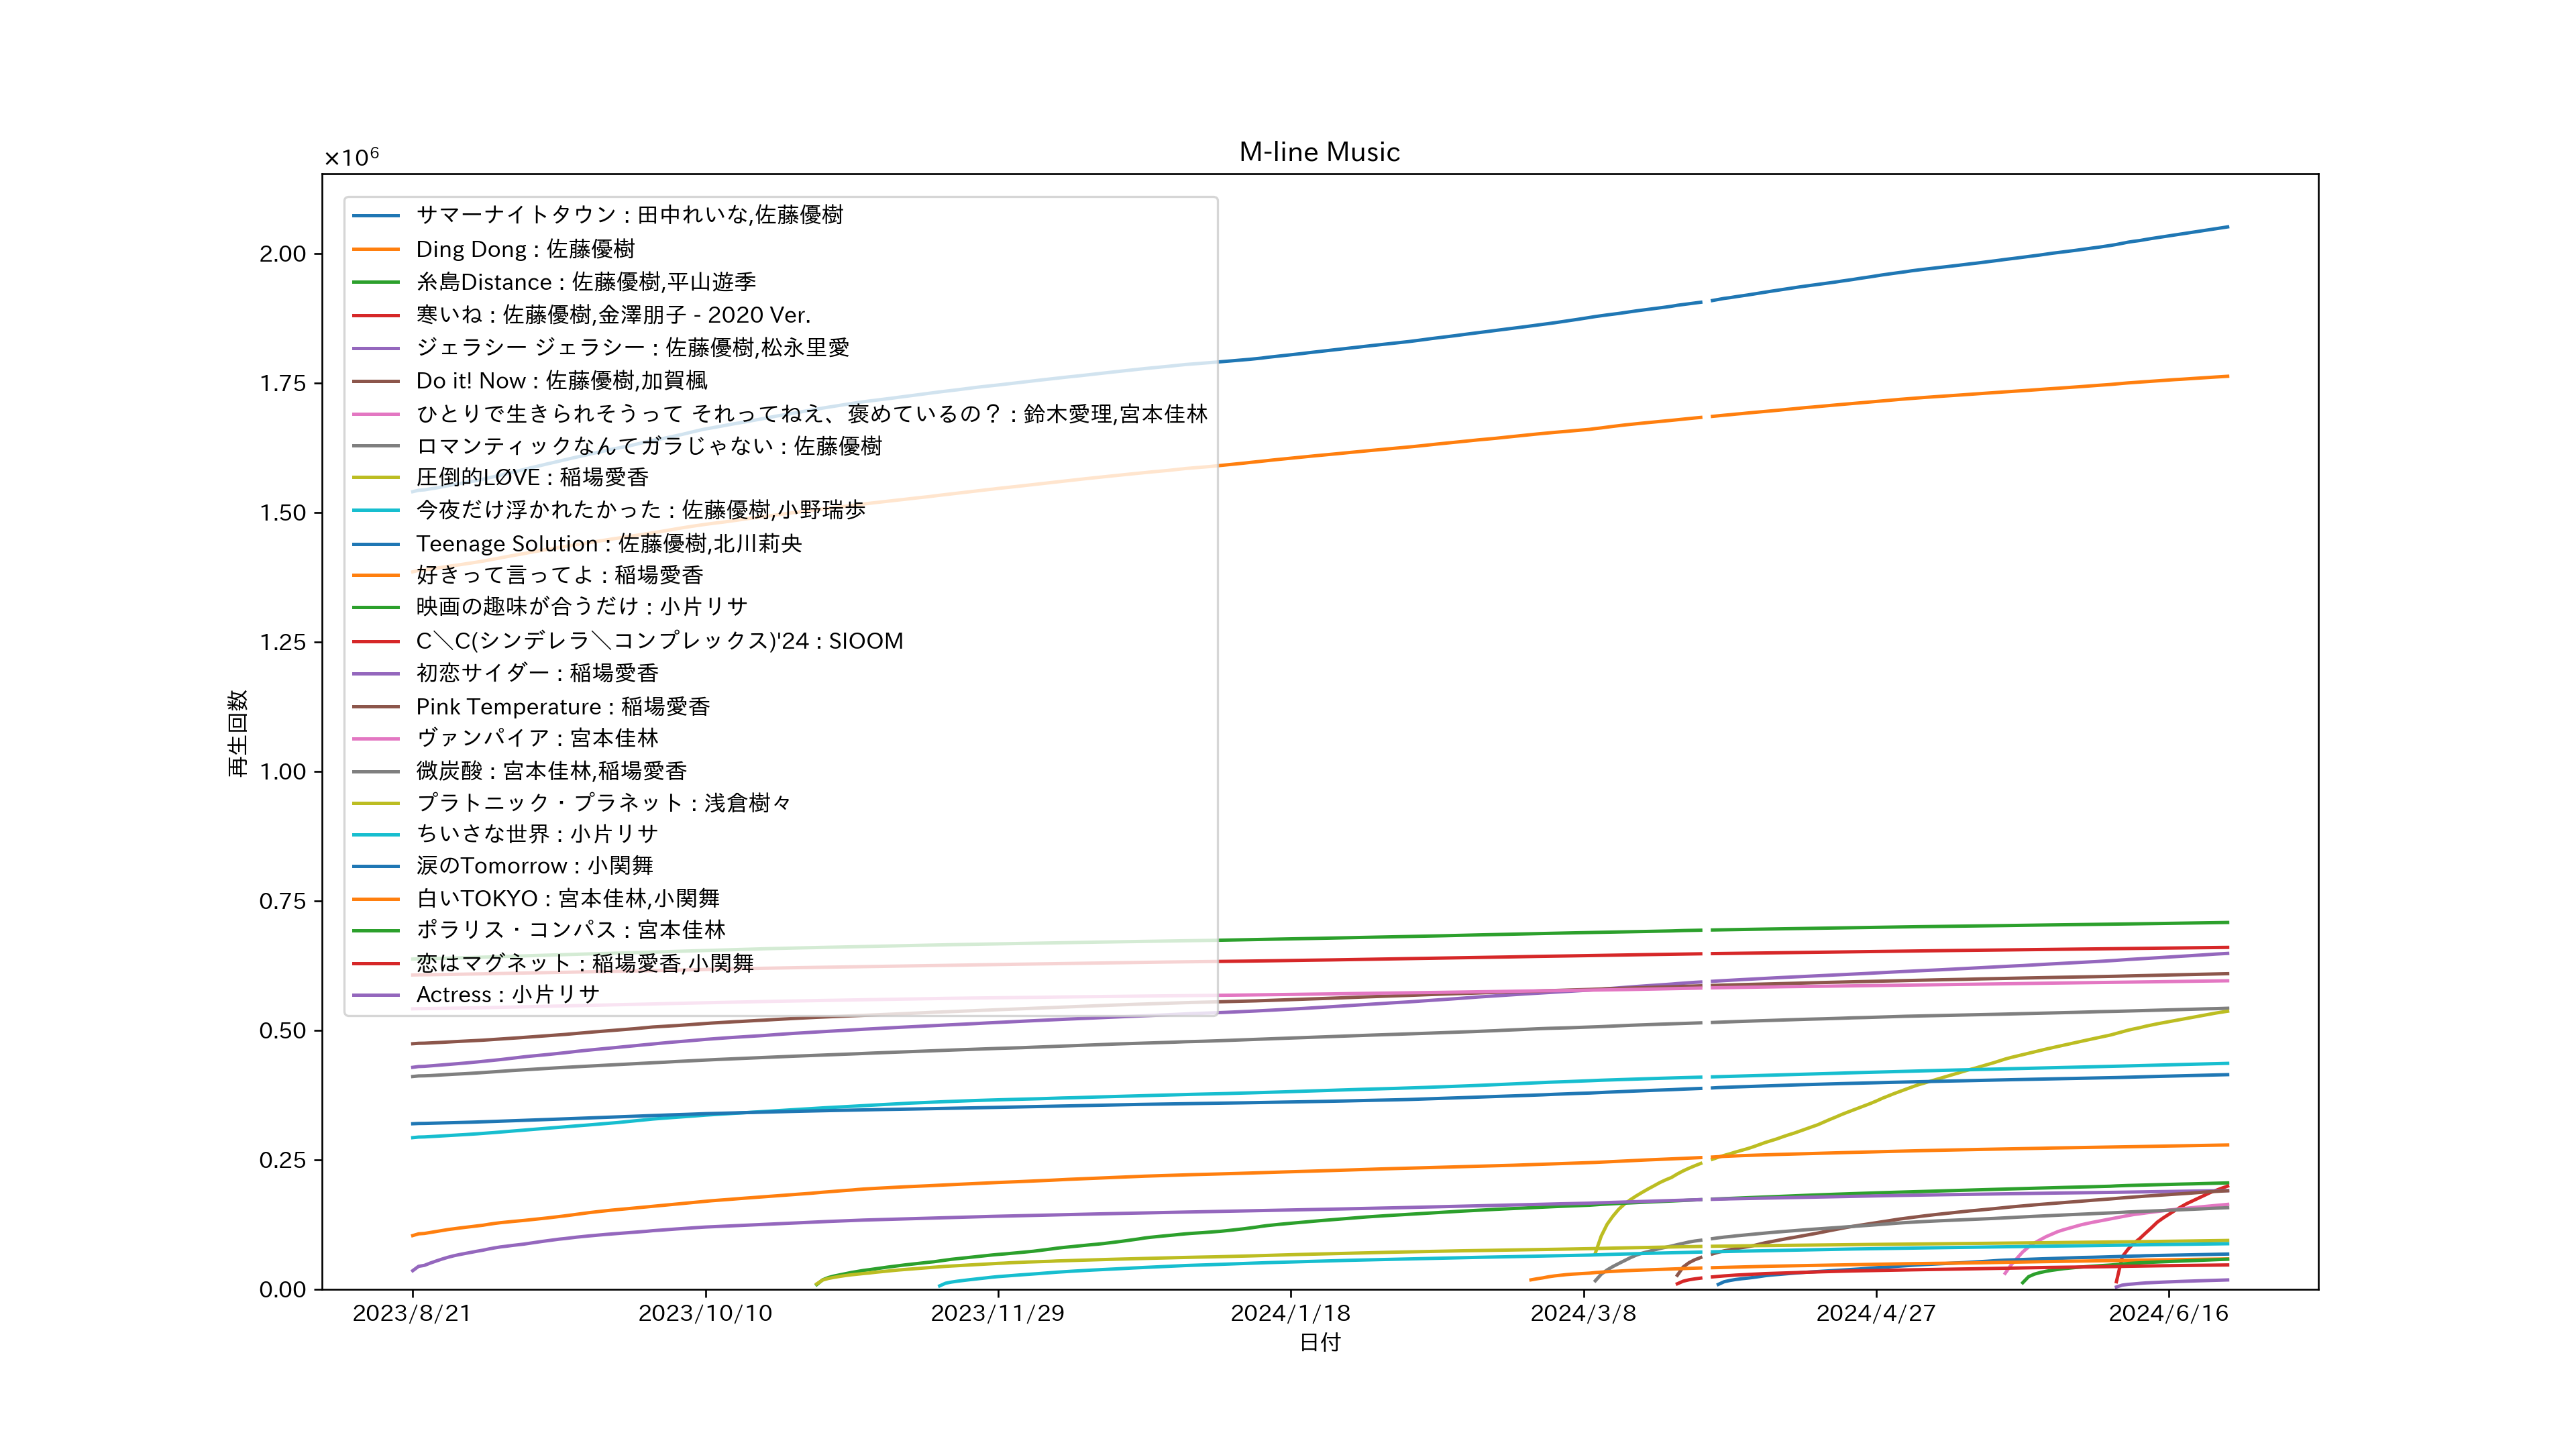 M-line Music
×10⁶
サマーナイトタウン : 田中れいな,佐藤優樹
Ding Dong : 佐藤優樹
糸島Distance : 佐藤優樹,平山遊季
寒いね : 佐藤優樹,金澤朋子 - 2020 Ver.
ジェラシー ジェラシー : 佐藤優樹,松永里愛
Do it! Now : 佐藤優樹,加賀楓
ひとりで生きられそうって それってねえ、褒めているの？ : 鈴木愛理,宮本佳林
ロマンティックなんてガラじゃない : 佐藤優樹
圧倒的LØVE : 稲場愛香
今夜だけ浮かれたかった : 佐藤優樹,小野瑞歩
Teenage Solution : 佐藤優樹,北川莉央
好きって言ってよ : 稲場愛香
映画の趣味が合うだけ : 小片リサ
C＼C(シンデレラ＼コンプレックス)'24 : SIOOM
初恋サイダー : 稲場愛香
Pink Temperature : 稲場愛香
ヴァンパイア : 宮本佳林
微炭酸 : 宮本佳林,稲場愛香
プラトニック・プラネット : 浅倉樹々
ちいさな世界 : 小片リサ
涙のTomorrow : 小関舞
白いTOKYO : 宮本佳林,小関舞
ポラリス・コンパス : 宮本佳林
恋はマグネット : 稲場愛香,小関舞
Actress : 小片リサ
2.00
1.75
1.50
1.25
1.00
0.75
0.50
0.25
0.00
再生回数
2023/8/21
2023/10/10
2023/11/29
2024/1/18
2024/3/8
2024/4/27
2024/6/16
日付